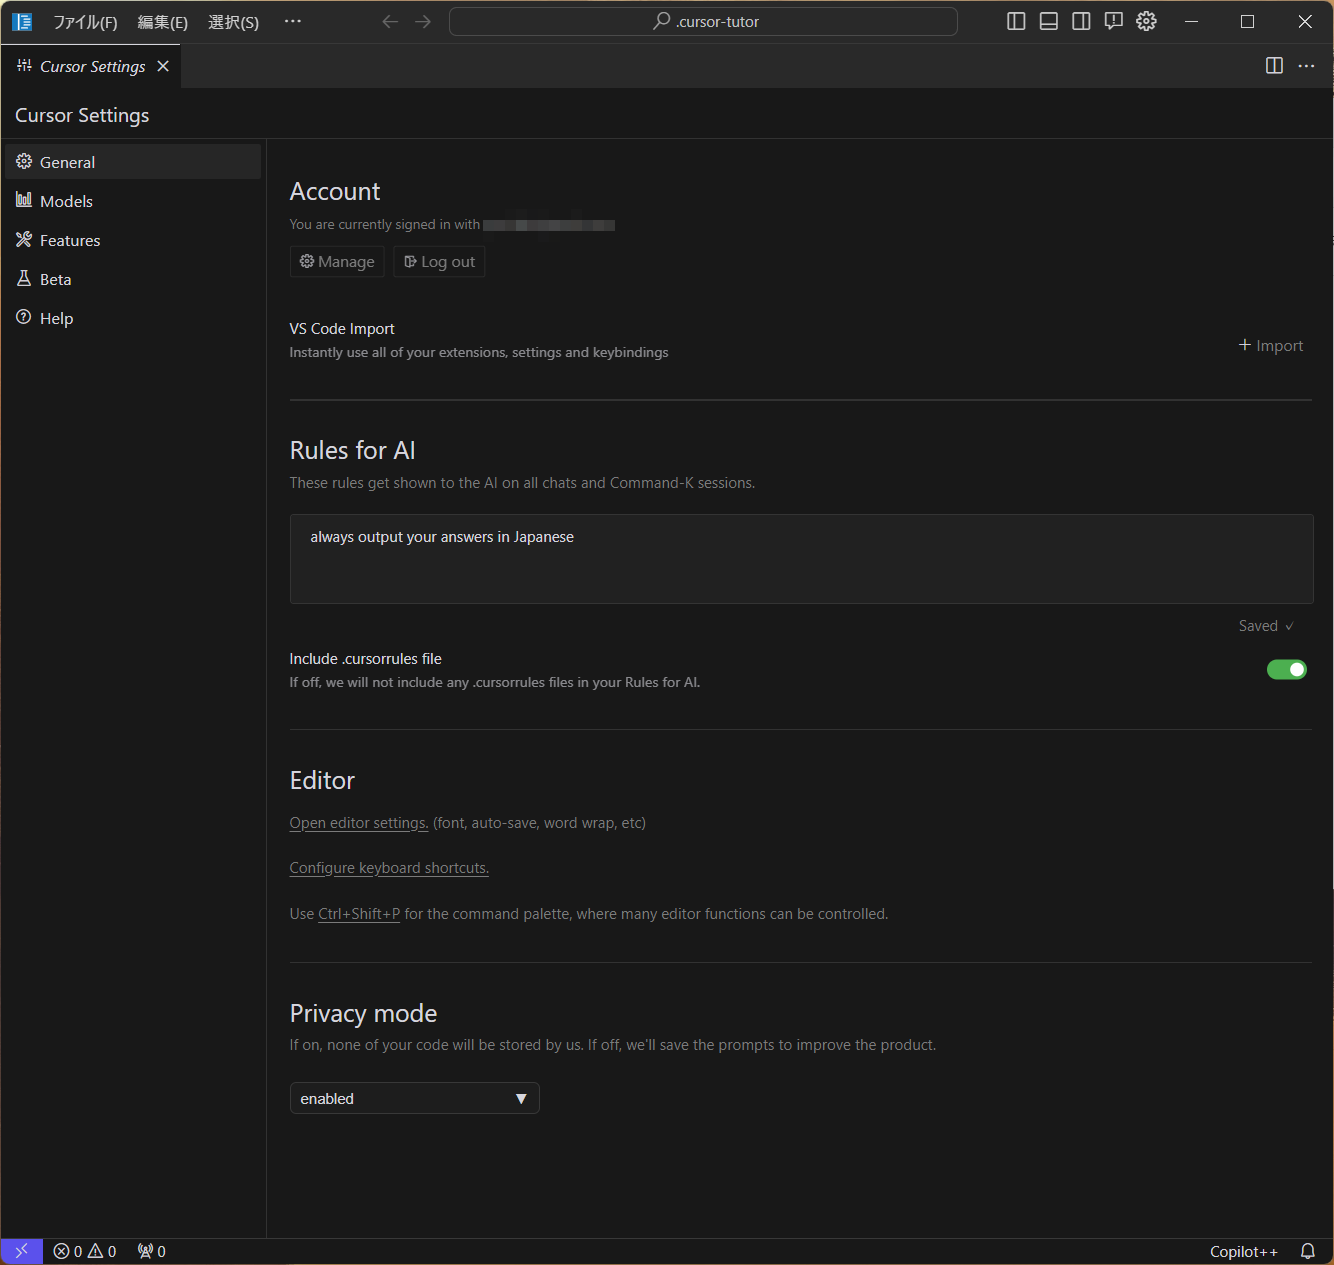 ファイル(F) 編集(E) 選択(S) ··· .cursor-tutor
Cursor Settings
Cursor Settings
General
Models
Features
Beta
Help
Account
You are currently signed in with
Manage Log out
VS Code Import
Instantly use all of your extensions, settings and keybindings
Import
Rules for AI
These rules get shown to the AI on all chats and Command-K sessions.
always output your answers in Japanese
Saved ✓
Include .cursorrules file
If off, we will not include any .cursorrules files in your Rules for AI.
Editor
Open editor settings. (font, auto-save, word wrap, etc)
Configure keyboard shortcuts.
Use Ctrl+Shift+P for the command palette, where many editor functions can be controlled.
Privacy mode
If on, none of your code will be stored by us. If off, we'll save the prompts to improve the product.
enabled
0 0 0 Copilot++